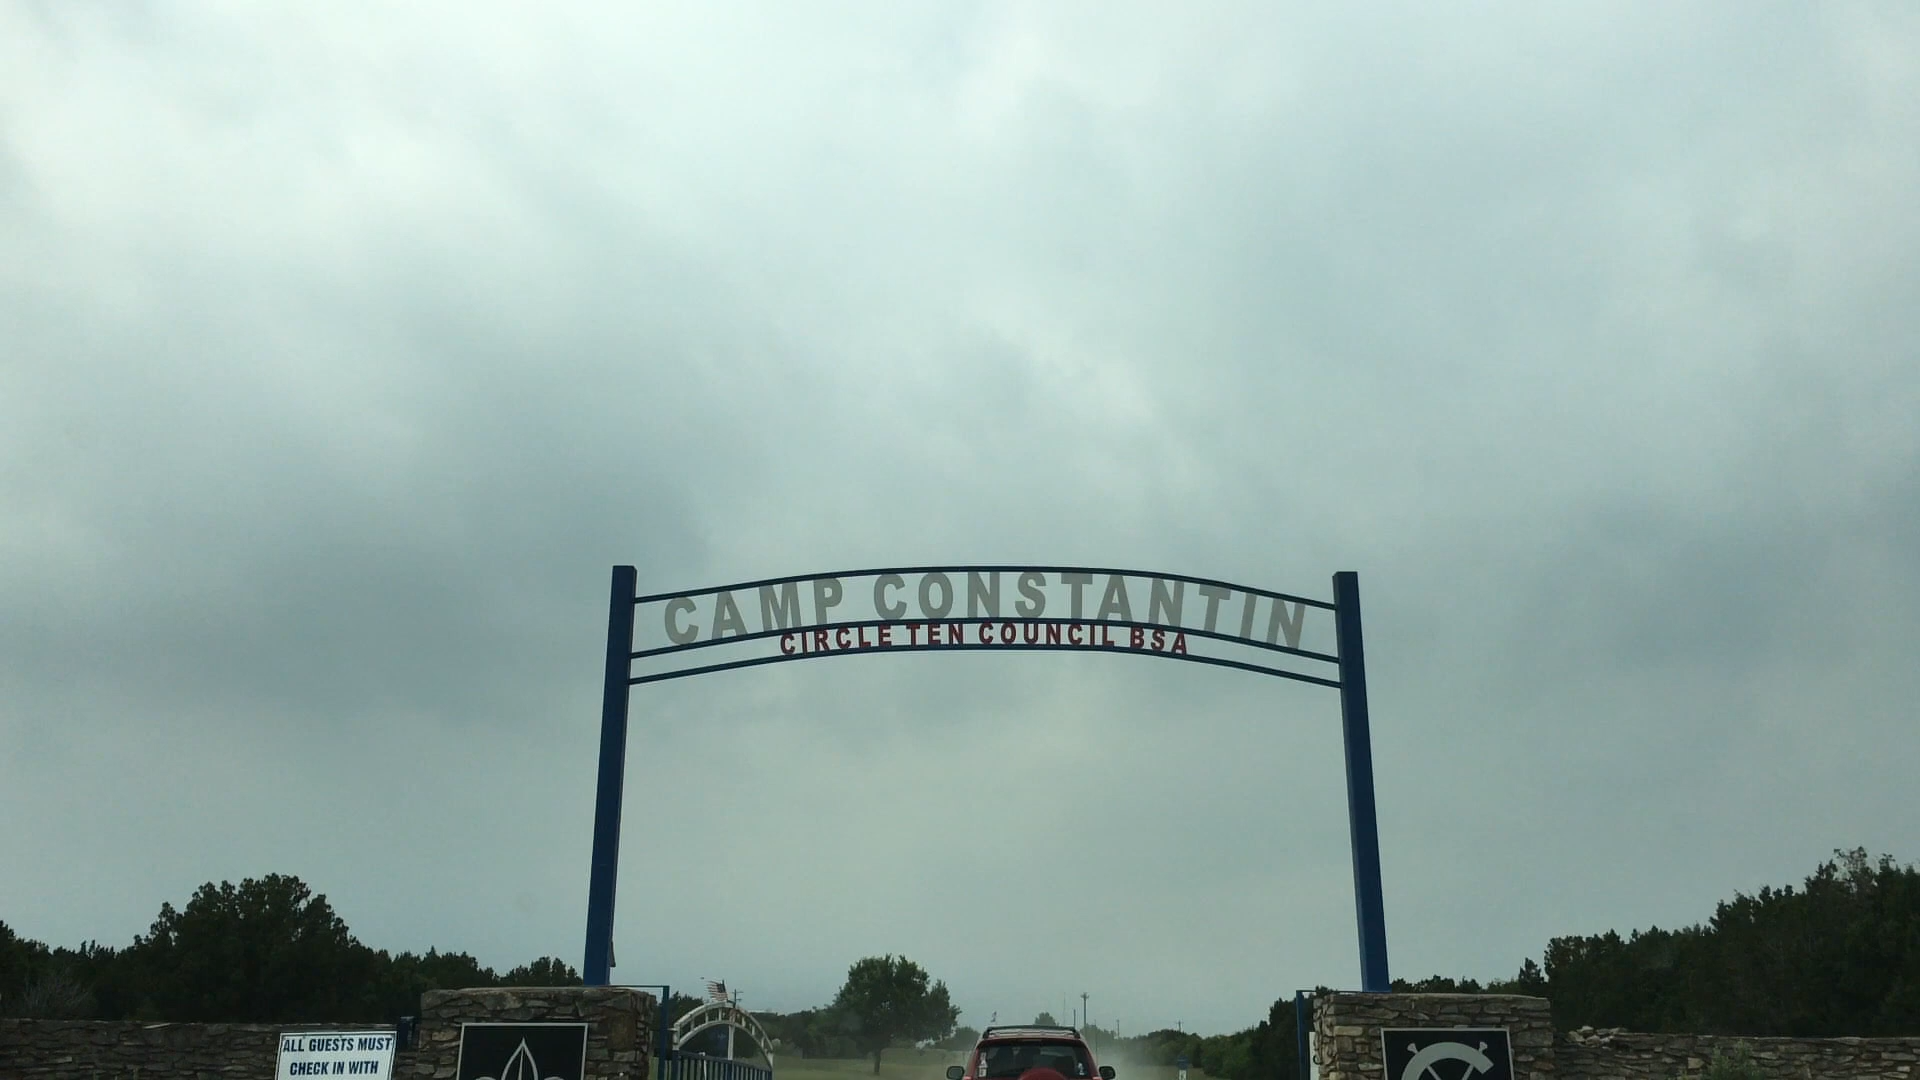 CAMP CONSTANTIN
CIRCLE TEN COUNCIL BSA
ALL GUESTS MUST
CHECK IN WITH